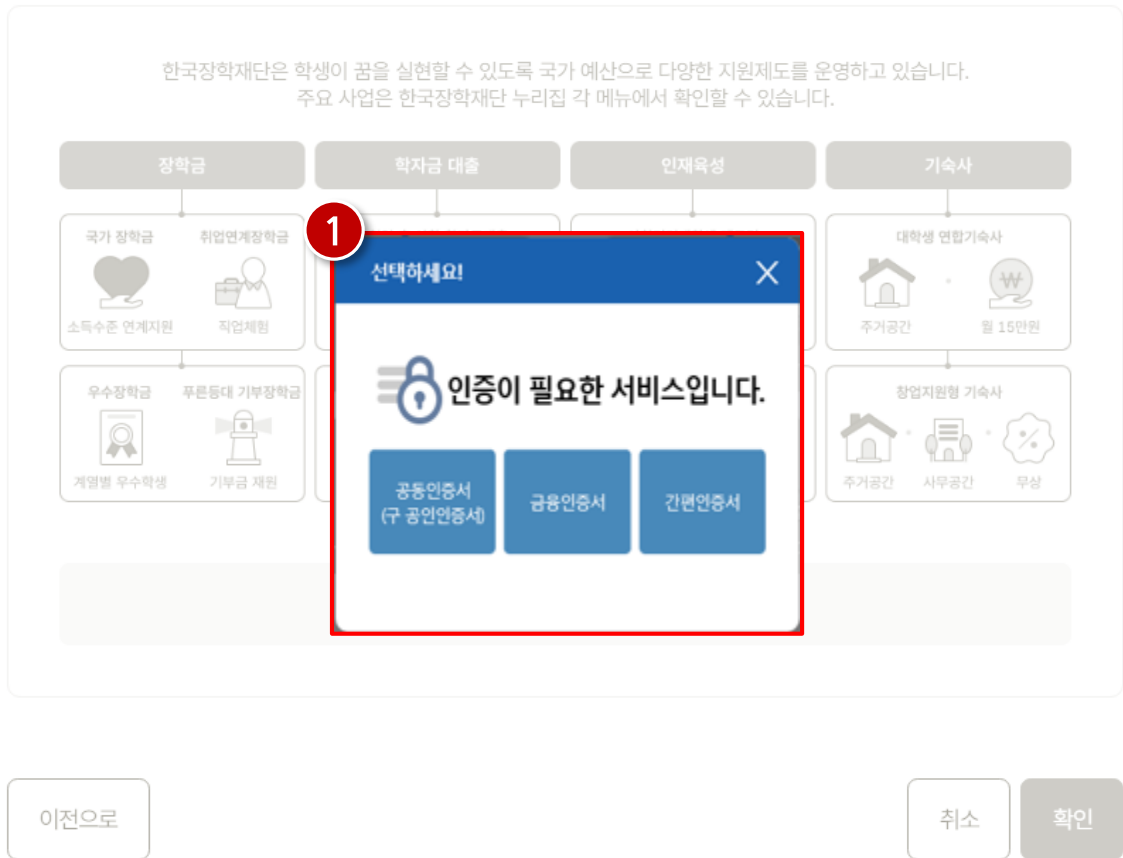 한국장학재단은 학생이 꿈을 실현할 수 있도록 국가 예산으로 다양한 지원제도를 운영하고 있습니다.
주요 사업은 한국장학재단 누리집 각 메뉴에서 확인할 수 있습니다.
장학금
학자금 대출
인재육성
기숙사
국가 장학금
취업연계장학금
소득수준 연계지원
직업체험
대학생 연합기숙사
주거공간
월 15만원
우수장학금
푸른등대 기부장학금
계열별 우수학생
기부금 재원
창업지원형 기숙사
주거공간
사무공간
무상
1
선택하세요!
인증이 필요한 서비스입니다.
공동인증서
(구 공인인증서)
금융인증서
간편인증서
이전으로
취소
확인